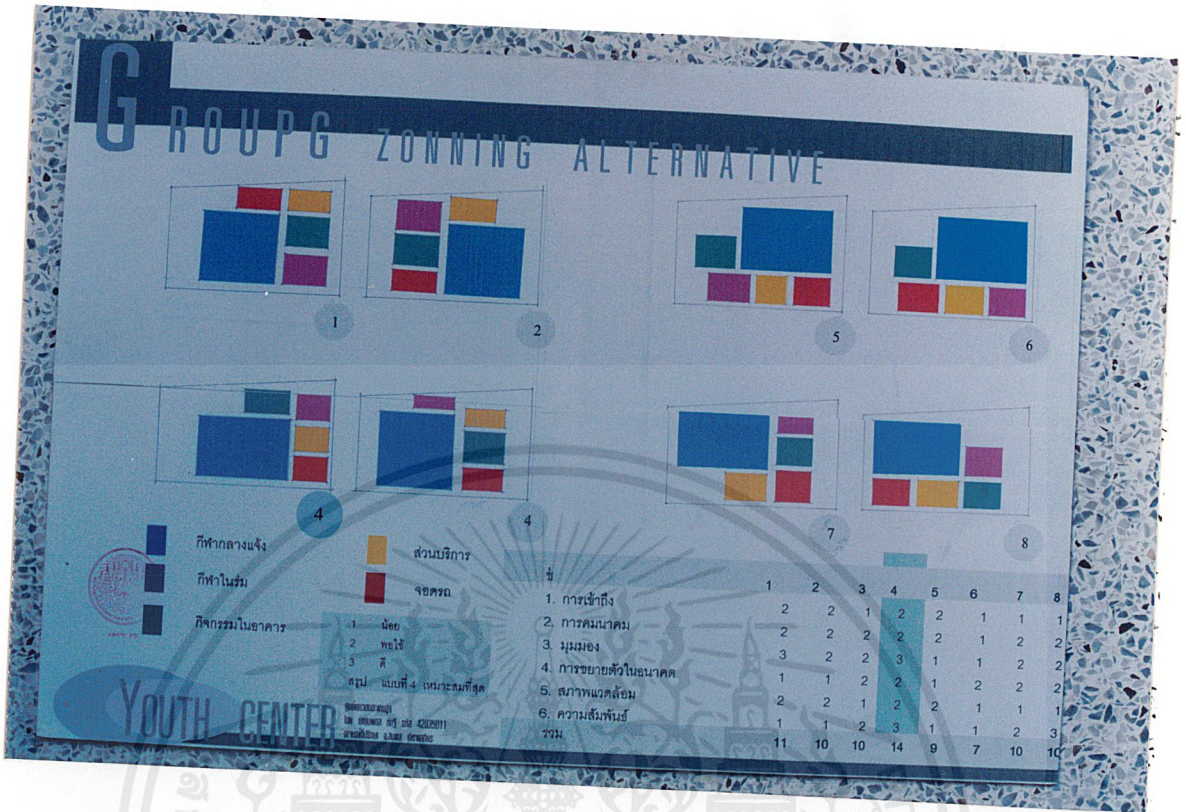 GROUPG ZONNING ALTERNATIVE
1
2
5
6
4
4
7
8
กีฬากลางแจ้ง
กีฬาในร่ม
กิจกรรมในอาคาร
ส่วนบริการ
จอดรถ
1 น้อย
2 พอใช้
3 ดี
สรุป แบบที่ 4 เหมาะสมที่สุด
1 2 3 4 5 6 7 8
1. การเข้าถึง 2 2 1 2 2 1 1 1
2. การคมนาคม 2 2 2 2 2 1 2 2
3. มุมมอง 3 2 2 3 1 1 2 2
4. การขยายตัวในอนาคต 1 1 2 2 1 2 2 2
5. สภาพแวดล้อม 2 2 1 2 2 1 1 1
6. ความสัมพันธ์ 1 1 2 3 1 1 2 3
รวม 11 10 10 14 9 7 10 10
YOUTH CENTER